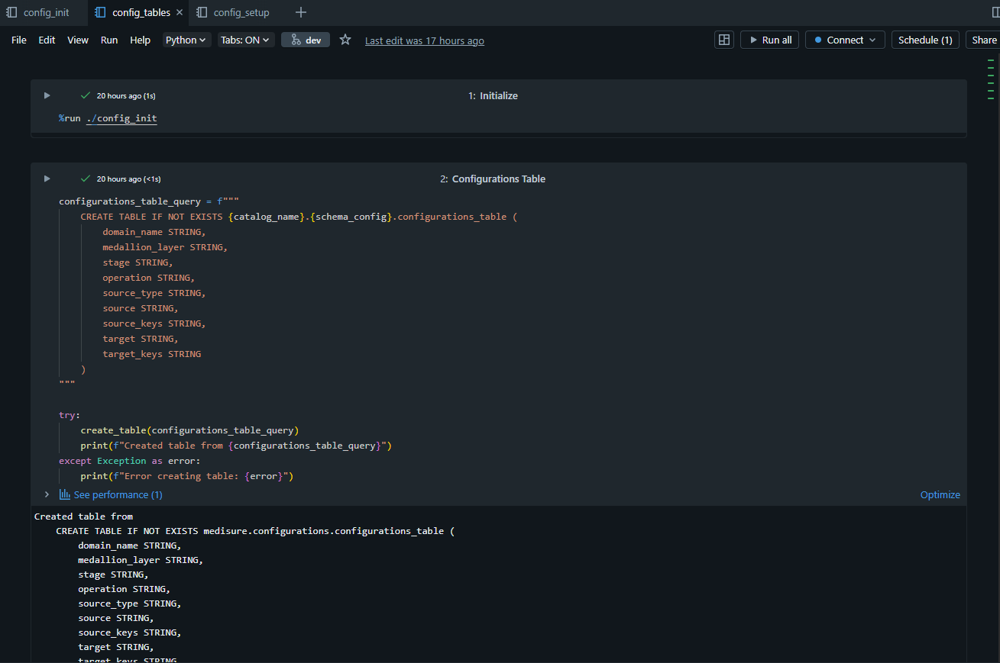 config_init config_tables × config_setup +
File Edit View Run Help Python Tabs: ON dev Last edit was 17 hours ago Run all Connect Schedule (1) Share
20 hours ago (1s) 1: Initialize
%run ./config_init
20 hours ago (<1s) 2: Configurations Table
configurations_table_query = f"""
    CREATE TABLE IF NOT EXISTS {catalog_name}.{schema_config}.configurations_table (
        domain_name STRING,
        medallion_layer STRING,
        stage STRING,
        operation STRING,
        source_type STRING,
        source STRING,
        source_keys STRING,
        target STRING,
        target_keys STRING
    )
"""
try:
    create_table(configurations_table_query)
    print(f"Created table from {configurations_table_query}")
except Exception as error:
    print(f"Error creating table: {error}")
See performance (1) Optimize
Created table from
    CREATE TABLE IF NOT EXISTS medisure.configurations.configurations_table (
        domain_name STRING,
        medallion_layer STRING,
        stage STRING,
        operation STRING,
        source_type STRING,
        source STRING,
        source_keys STRING,
        target STRING,
        target_keys STRING